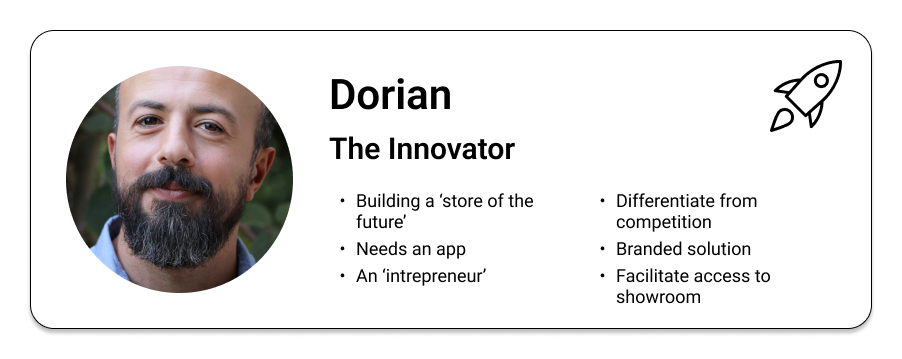 Dorian
The Innovator
• Building a ‘store of the
future’
• Needs an app
• An ‘intrepreneur’
• Differentiate from
competition
• Branded solution
• Facilitate access to
showroom